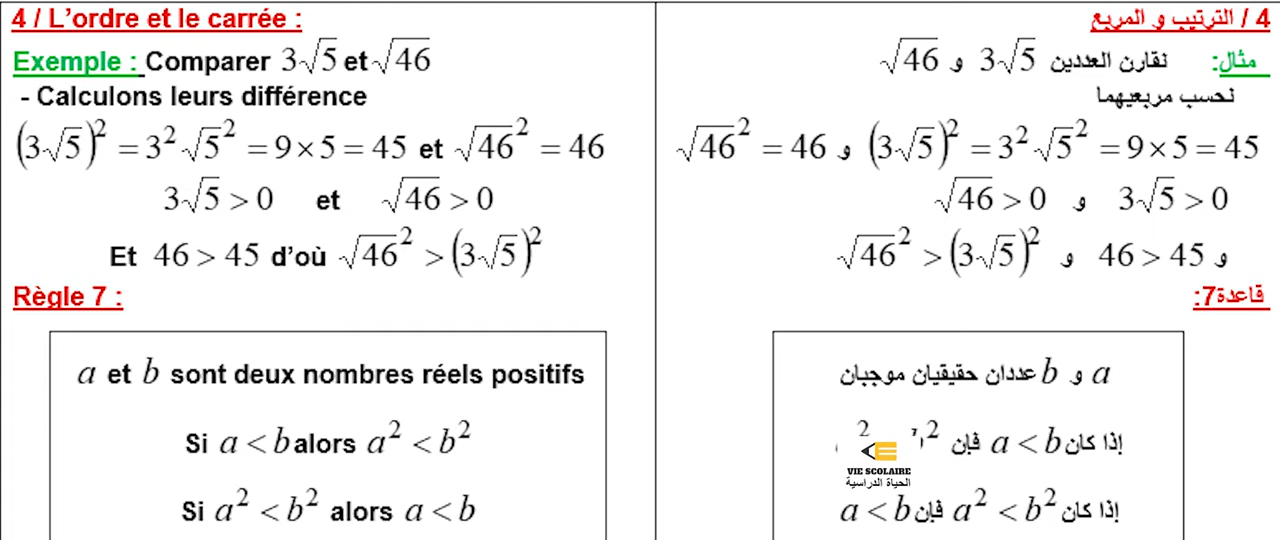 4 / L'ordre et le carrée :
Exemple : Comparer 3√5 et √46
- Calculons leurs différence
(3√5)² = 3²√5² = 9×5 = 45 et √46² = 46
3√5 > 0 et √46 > 0
Et 46 > 45 d'où √46² > (3√5)²
Règle 7 :
a et b sont deux nombres réels positifs
Si a < b alors a² < b²
Si a² < b² alors a < b
4 / الترتيب و المربع
مثال: نقارن العددين 3√5 و √46
نحسب مربعيهما
(3√5)² = 3²√5² = 9×5 = 45 و √46² = 46
3√5 > 0 و √46 > 0
و 46 > 45 و √46² > (3√5)²
قاعدة7:
a و b عددان حقيقيان موجبان
إذا كان a < b فإن
VIE SCOLAIRE
الحياة الدراسية
إذا كان a² < b² فإن a < b